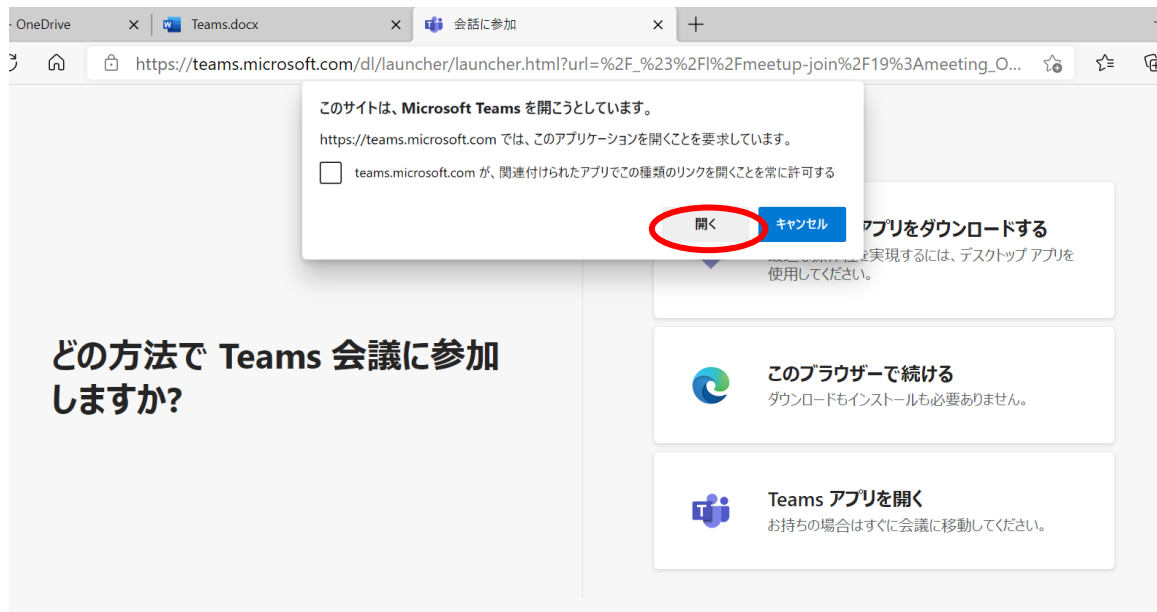 - OneDrive
Teams.docx
会話に参加
https://teams.microsoft.com/dl/launcher/launcher.html?url=%2F_%23%2Fl%2Fmeetup-join%2F19%3Ameeting_O...
このサイトは、Microsoft Teams を開こうとしています。
https://teams.microsoft.com では、このアプリケーションを開くことを要求しています。
teams.microsoft.com が、関連付けられたアプリでこの種類のリンクを開くことを常に許可する
開く
キャンセル
アプリをダウンロードする
を実現するには、デスクトップ アプリを
使用してください。
どの方法で Teams 会議に参加
しますか?
このブラウザーで続ける
ダウンロードもインストールも必要ありません。
Teams アプリを開く
お持ちの場合はすぐに会議に移動してください。